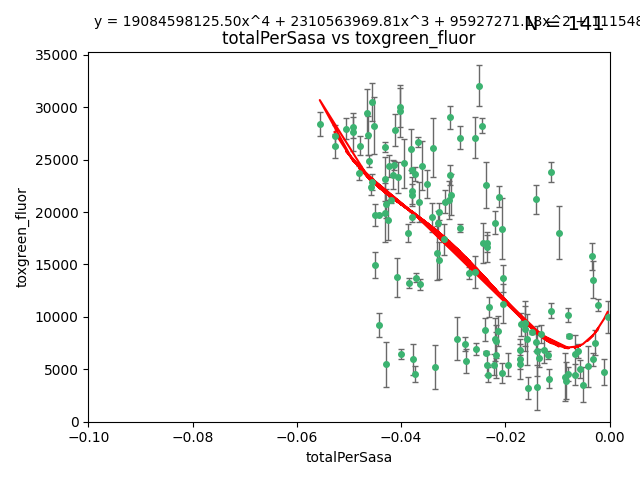 y = 19084598125.50x^4 + 2310563969.81x^3 + 95927271.
N = 141
totalPerSasa vs toxgreen_fluor
35000
30000
25000
20000
15000
10000
5000
0
toxgreen_fluor
−0.10 −0.08 −0.06 −0.04 −0.02 0.00
totalPerSasa